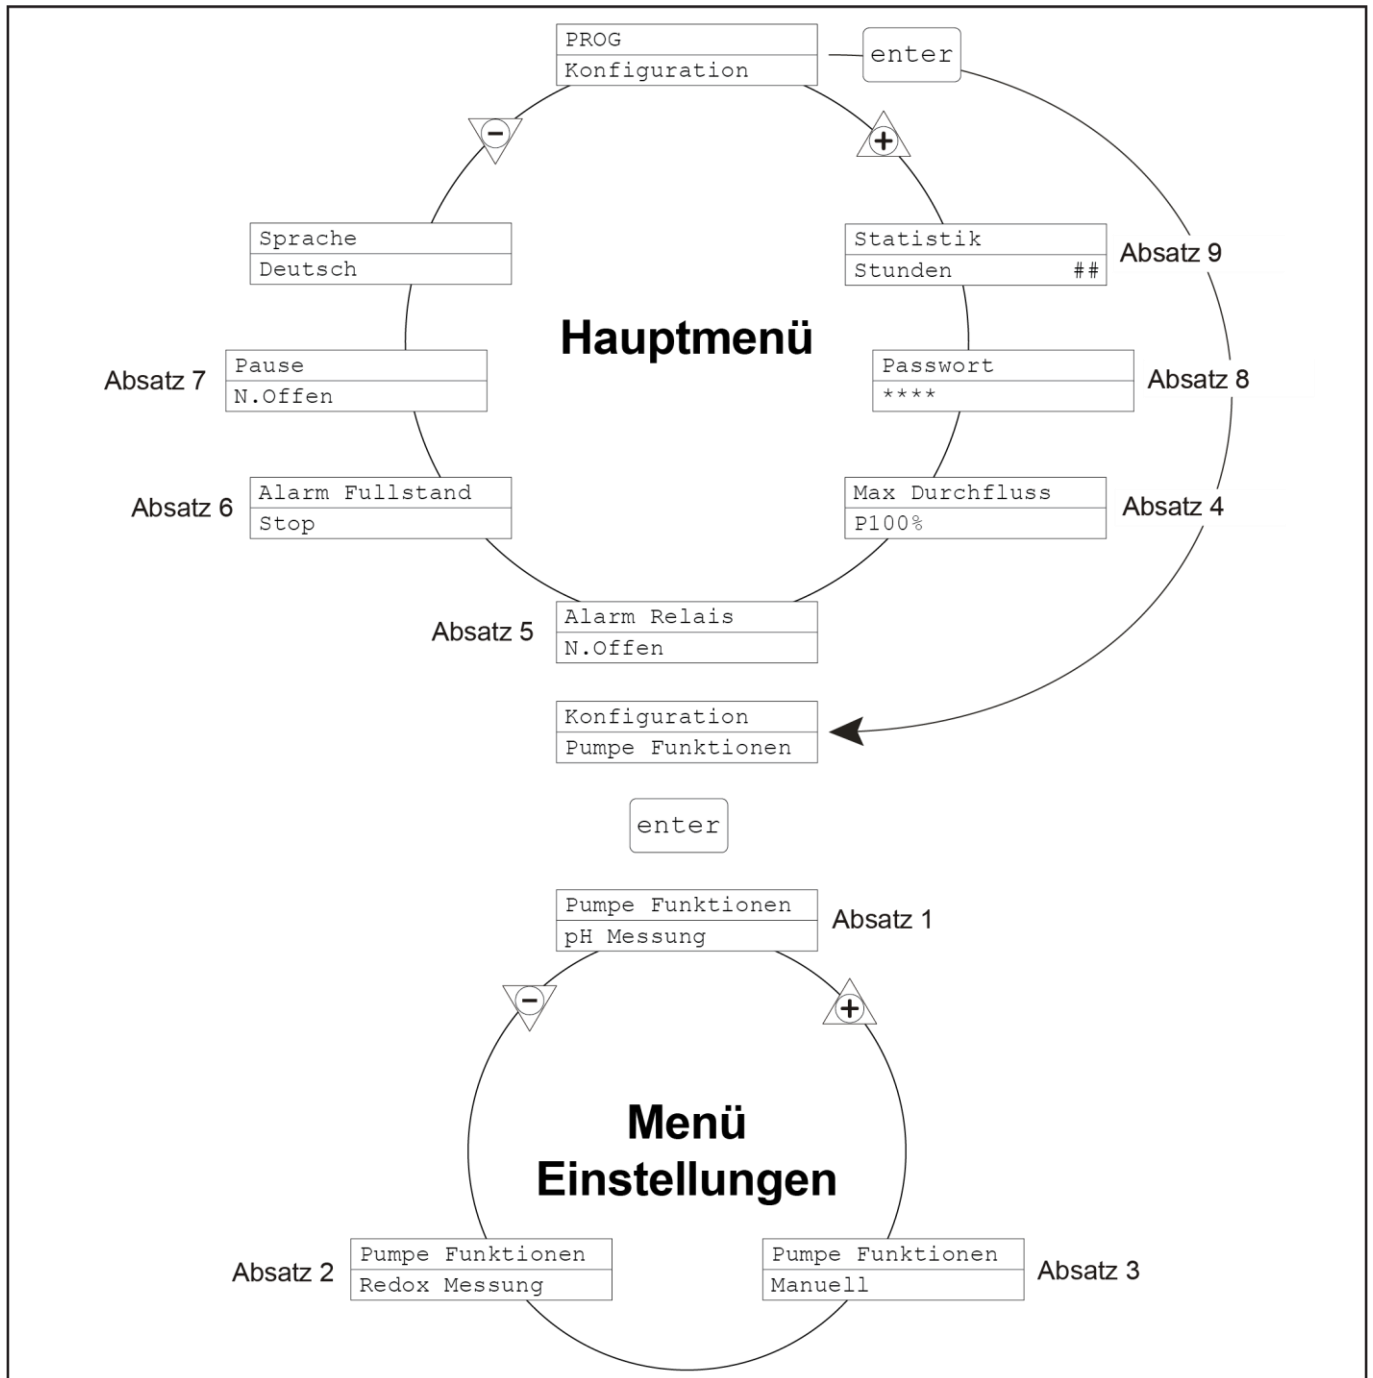 PROG
Konfiguration
enter
Sprache
Deutsch
Statistik
Stunden ##
Absatz 9
Hauptmenü
Absatz 7
Pause
N.Offen
Passwort
****
Absatz 8
Absatz 6
Alarm Fullstand
Stop
Max Durchfluss
P100%
Absatz 4
Absatz 5
Alarm Relais
N.Offen
Konfiguration
Pumpe Funktionen
enter
Pumpe Funktionen
pH Messung
Absatz 1
Menü
Einstellungen
Absatz 2
Pumpe Funktionen
Redox Messung
Pumpe Funktionen
Manuell
Absatz 3